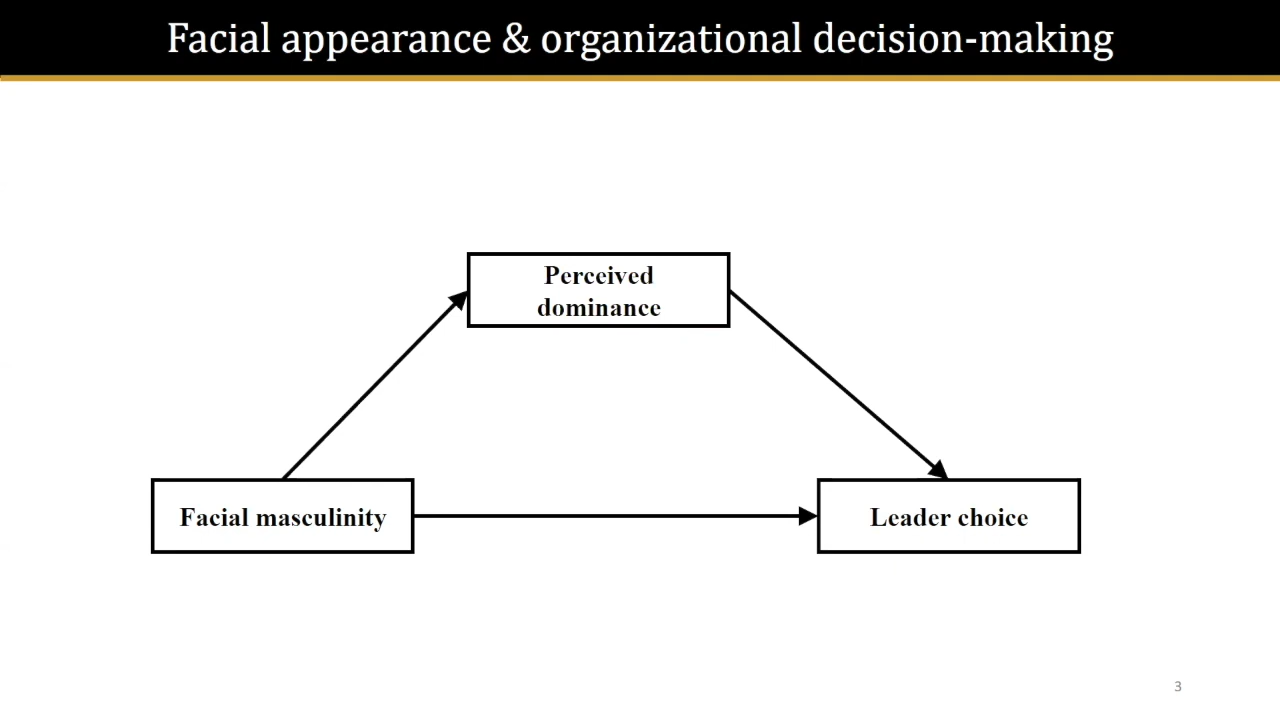 Facial appearance & organizational decision-making
Perceived
dominance
Facial masculinity
Leader choice
3